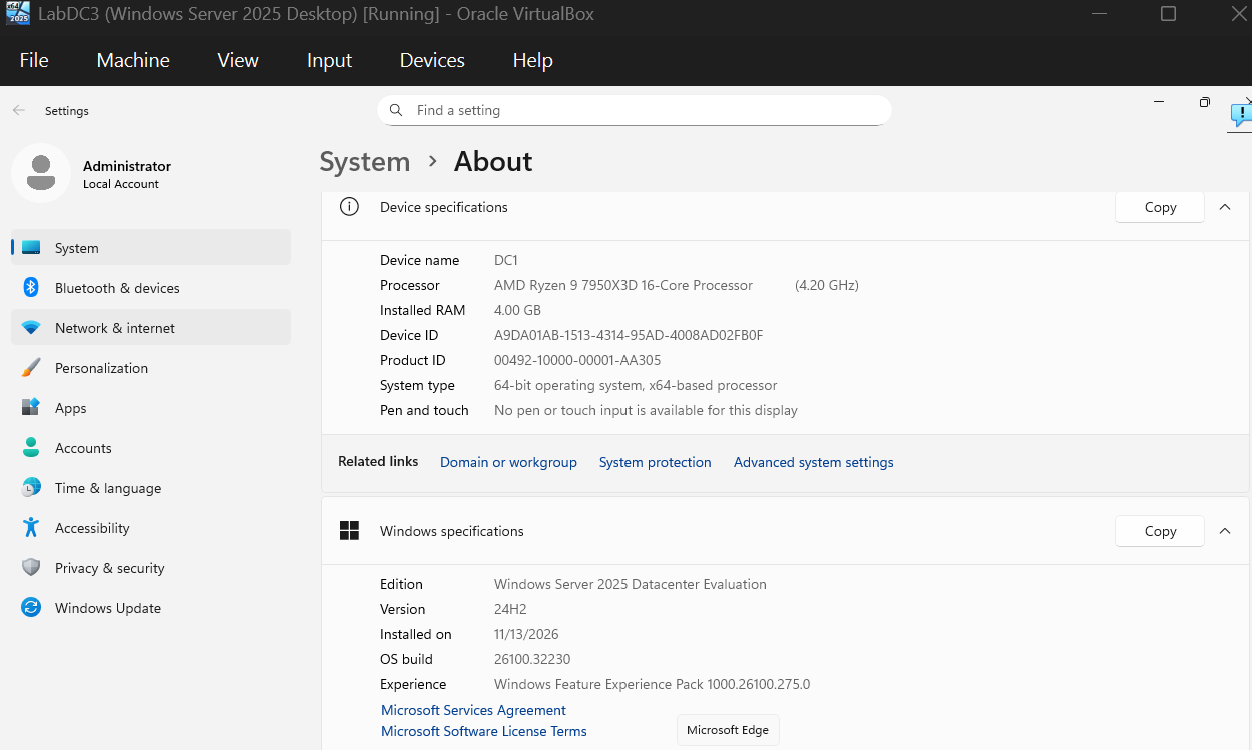 LabDC3 (Windows Server 2025 Desktop) [Running] - Oracle VirtualBox
File Machine View Input Devices Help
Settings
Find a setting
Administrator
Local Account
System
Bluetooth & devices
Network & internet
Personalization
Apps
Accounts
Time & language
Accessibility
Privacy & security
Windows Update
System > About
Device specifications Copy
Device name DC1
Processor AMD Ryzen 9 7950X3D 16-Core Processor (4.20 GHz)
Installed RAM 4.00 GB
Device ID A9DA01AB-1513-4314-95AD-4008AD02FB0F
Product ID 00492-10000-00001-AA305
System type 64-bit operating system, x64-based processor
Pen and touch No pen or touch input is available for this display
Related links Domain or workgroup System protection Advanced system settings
Windows specifications Copy
Edition Windows Server 2025 Datacenter Evaluation
Version 24H2
Installed on 11/13/2026
OS build 26100.32230
Experience Windows Feature Experience Pack 1000.26100.275.0
Microsoft Services Agreement
Microsoft Software License Terms
Microsoft Edge